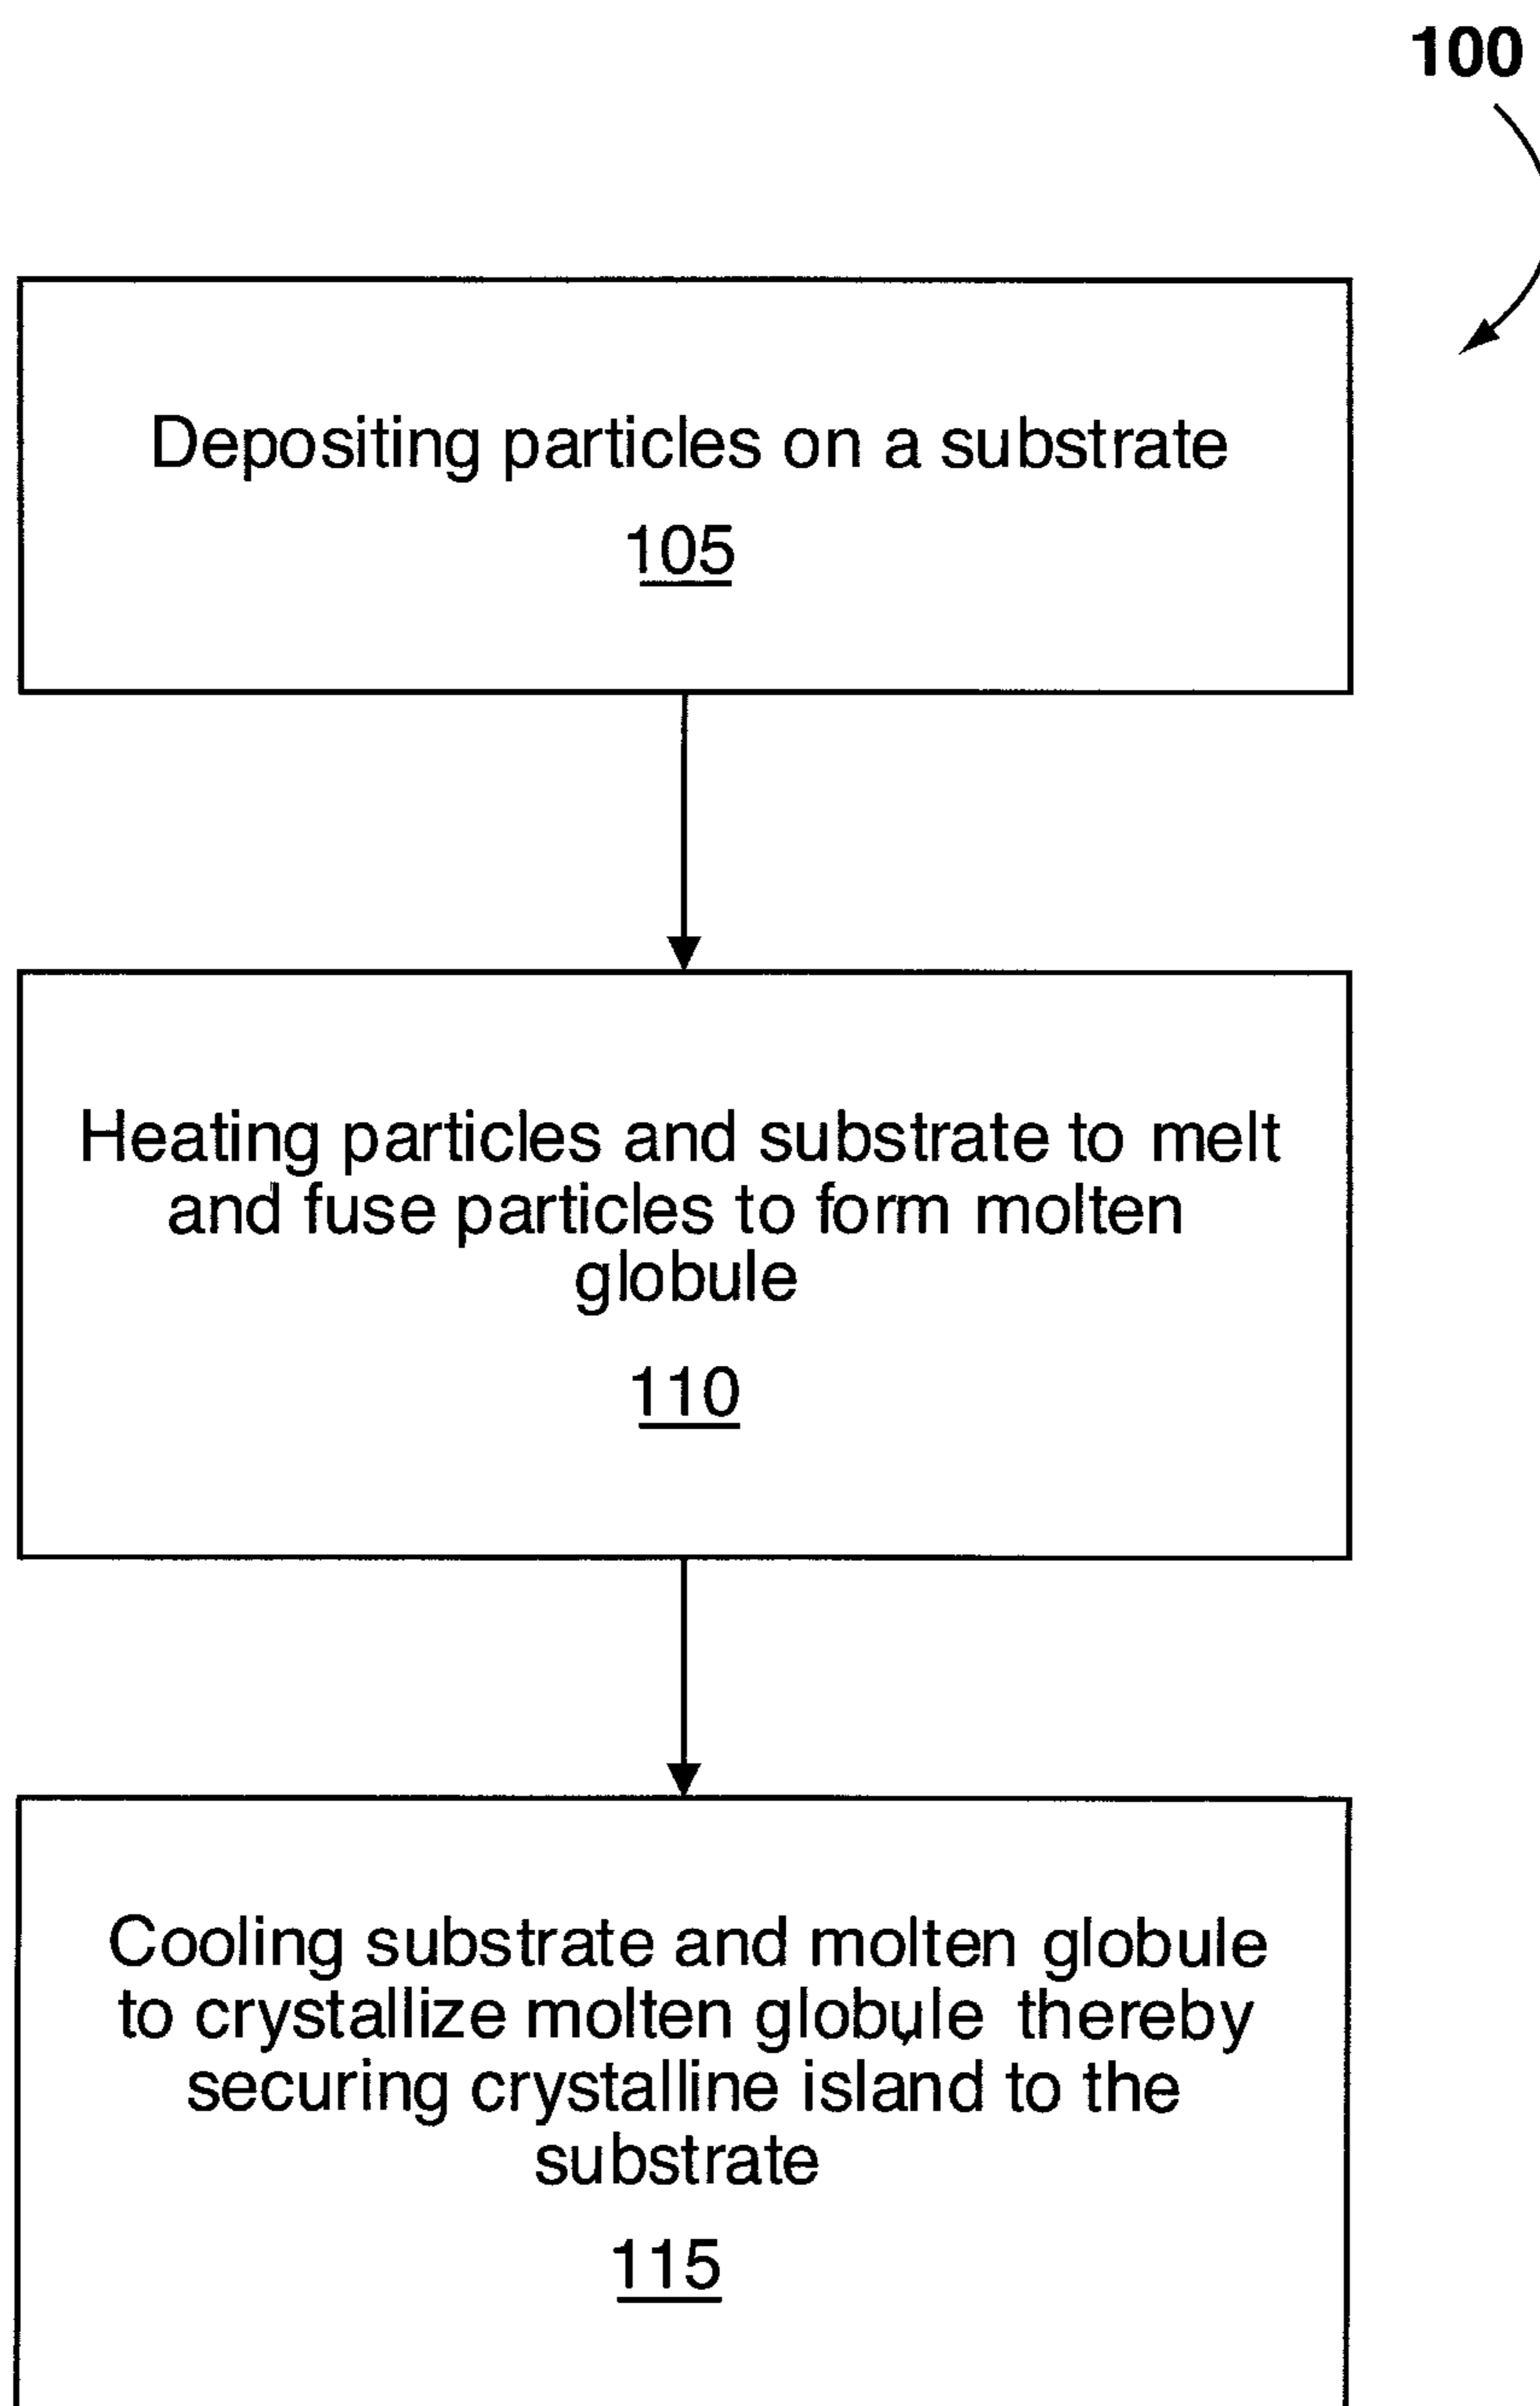 100
Depositing particles on a substrate
105
Heating particles and substrate to melt
and fuse particles to form molten
globule
110
Cooling substrate and molten globule
to crystallize molten globule thereby
securing crystalline island to the
substrate
115